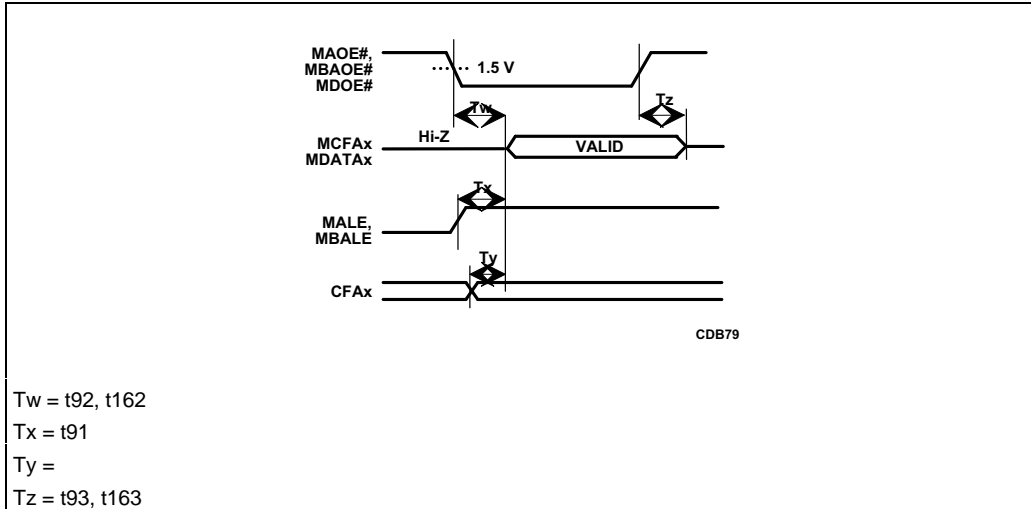 MAOE#,
MBAOE#
MDOE#
1.5 V
Tw
Tz
MCFAx
MDATAx
Hi-Z
VALID
Tx
MALE,
MBALE
Ty
CFAx
CDB79
Tw = t92, t162
Tx = t91
Ty =
Tz = t93, t163